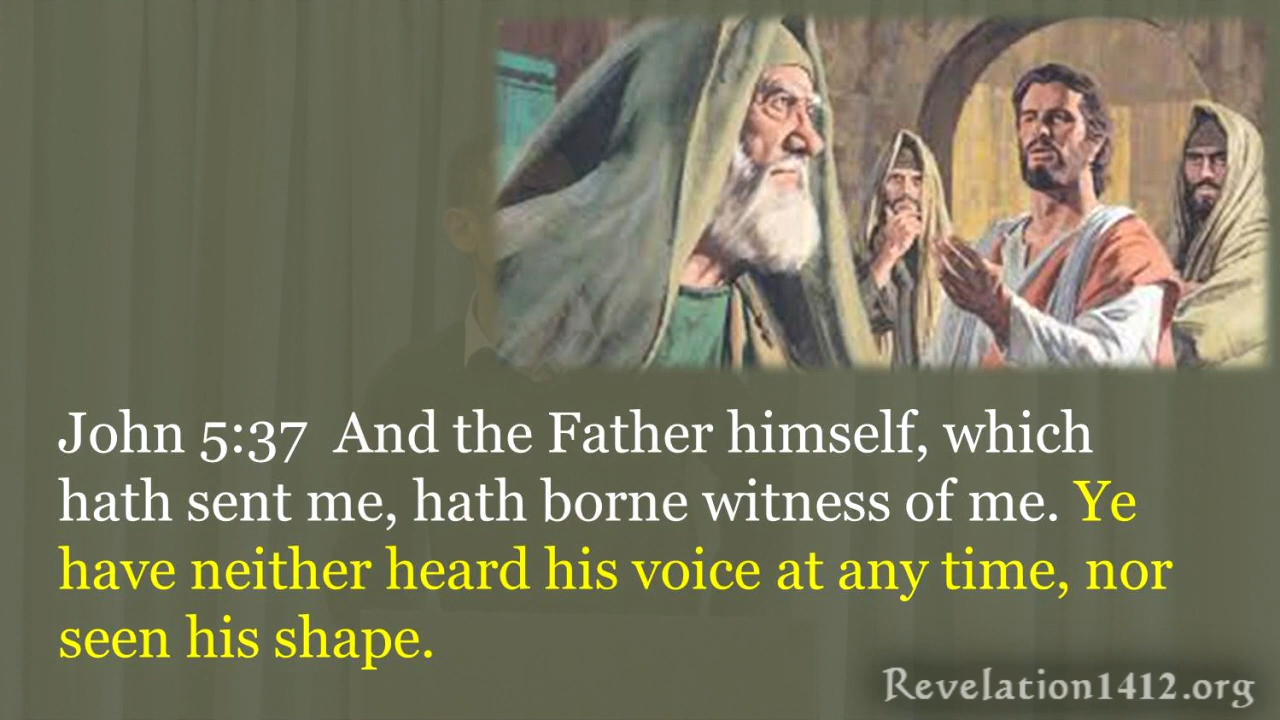 John 5:37  And the Father himself, which
hath sent me, hath borne witness of me. Ye
have neither heard his voice at any time, nor
seen his shape.
Revelation1412.org